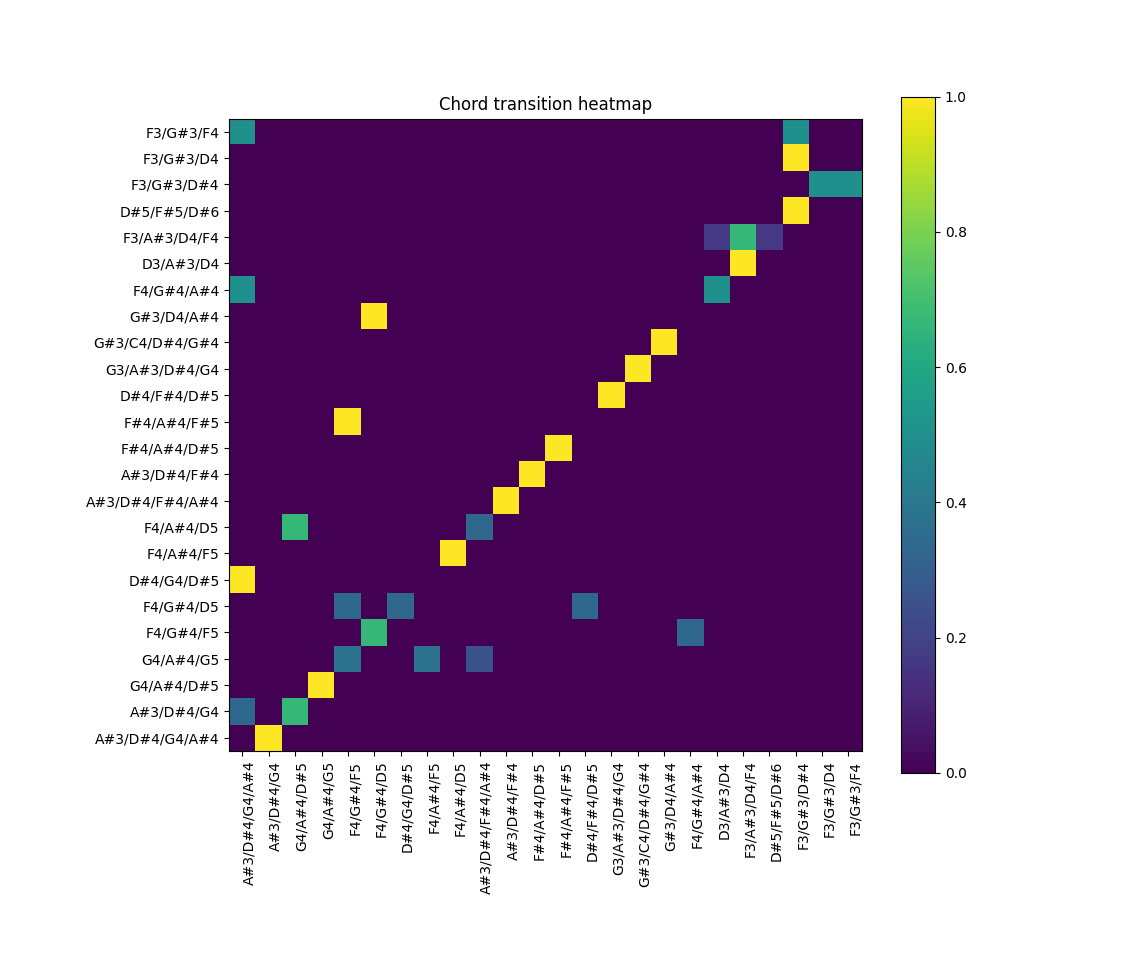 Chord transition heatmap
F3/G#3/F4
F3/G#3/D4
F3/G#3/D#4
D#5/F#5/D#6
F3/A#3/D4/F4
D3/A#3/D4
F4/G#4/A#4
G#3/D4/A#4
G#3/C4/D#4/G#4
G3/A#3/D#4/G4
D#4/F#4/D#5
F#4/A#4/F#5
F#4/A#4/D#5
A#3/D#4/F#4
A#3/D#4/F#4/A#4
F4/A#4/D5
F4/A#4/F5
D#4/G4/D#5
F4/G#4/D5
F4/G#4/F5
G4/A#4/G5
G4/A#4/D#5
A#3/D#4/G4
A#3/D#4/G4/A#4
A#3/D#4/G4/A#4
A#3/D#4/G4
G4/A#4/D#5
G4/A#4/G5
F4/G#4/F5
F4/G#4/D5
D#4/G4/D#5
F4/A#4/F5
F4/A#4/D5
A#3/D#4/F#4/A#4
A#3/D#4/F#4
F#4/A#4/D#5
F#4/A#4/F#5
D#4/F#4/D#5
G3/A#3/D#4/G4
G#3/C4/D#4/G#4
G#3/D4/A#4
F4/G#4/A#4
D3/A#3/D4
F3/A#3/D4/F4
D#5/F#5/D#6
F3/G#3/D#4
F3/G#3/D4
F3/G#3/F4
1.0
0.8
0.6
0.4
0.2
0.0